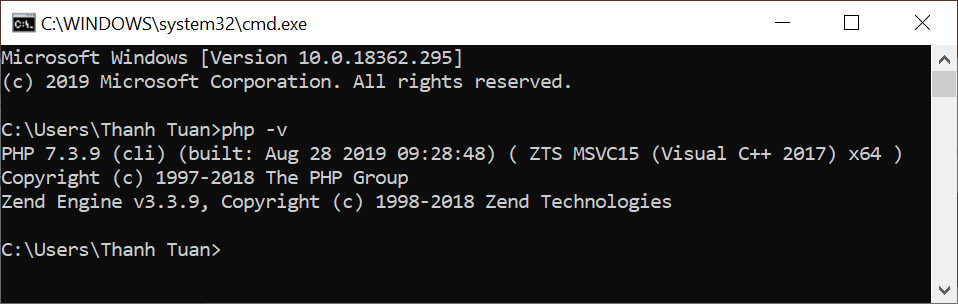 C:\WINDOWS\system32\cmd.exe
Microsoft Windows [Version 10.0.18362.295]
(c) 2019 Microsoft Corporation. All rights reserved.
C:\Users\Thanh Tuan>php -v
PHP 7.3.9 (cli) (built: Aug 28 2019 09:28:48) ( ZTS MSVC15 (Visual C++ 2017) x64 )
Copyright (c) 1997-2018 The PHP Group
Zend Engine v3.3.9, Copyright (c) 1998-2018 Zend Technologies
C:\Users\Thanh Tuan>